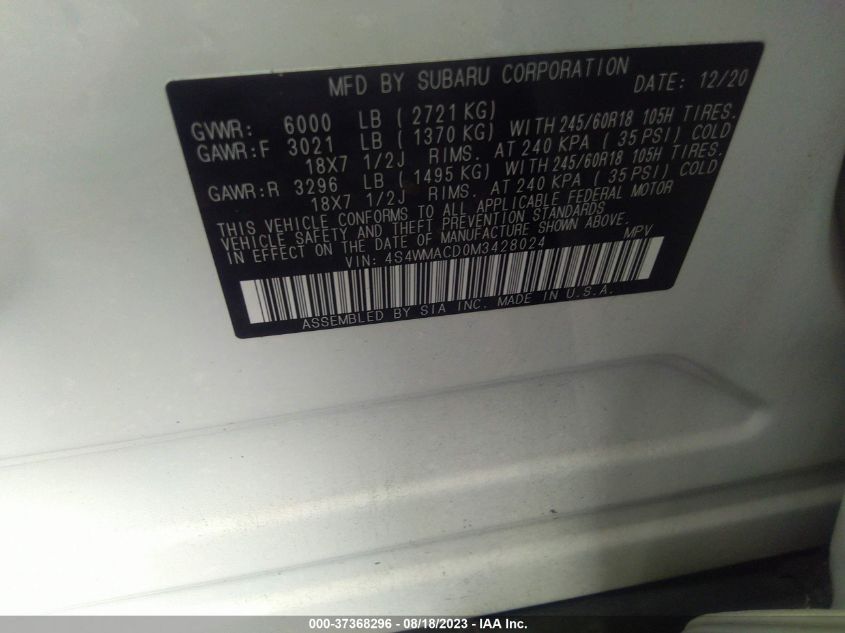 MFD BY SUBARU CORPORATION DATE: 12/20
GVWR: 6000 LB ( 2721 KG)
GAWR:F 3021 LB ( 1370 KG) WITH 245/60R18 105H TIRES.
18X7 1/2J RIMS. AT 240 KPA ( 35 PSI) COLD
GAWR:R 3296 LB ( 1495 KG) WITH 245/60R18 105H TIRES.
18X7 1/2J RIMS. AT 240 KPA ( 35 PSI) COLD
THIS VEHICLE CONFORMS TO ALL APPLICABLE FEDERAL MOTOR
VEHICLE SAFETY AND THEFT PREVENTION STANDARDS
IN EFFECT ON THE DATE OF MANUFACTURE SHOWN ABOVE.
VIN: 4S4WMACD0M3428024 MPV
ASSEMBLED BY SIA INC. MADE IN U.S.A.
000-37368296 - 08/18/2023 - IAA Inc.